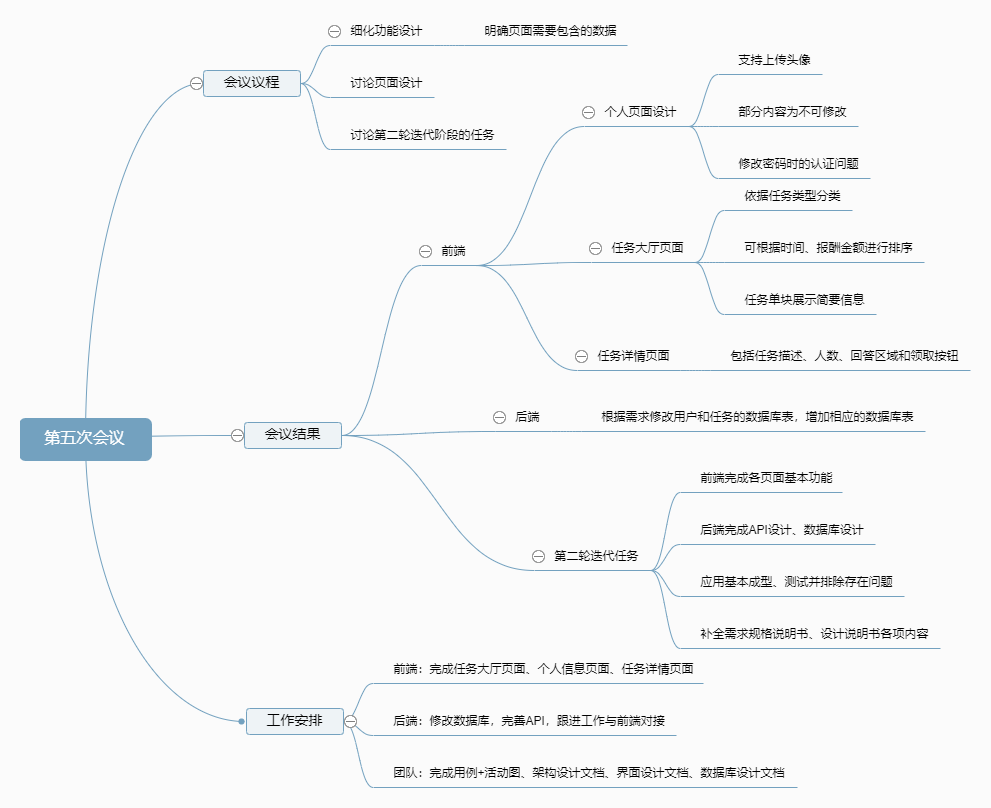 第五次会议
会议议程
细化功能设计
明确页面需要包含的数据
讨论页面设计
讨论第二轮迭代阶段的任务
会议结果
前端
个人页面设计
支持上传头像
部分内容为不可修改
修改密码时的认证问题
任务大厅页面
依据任务类型分类
可根据时间、报酬金额进行排序
任务单块展示简要信息
任务详情页面
包括任务描述、人数、回答区域和领取按钮
后端
根据需求修改用户和任务的数据库表，增加相应的数据库表
第二轮迭代任务
前端完成各页面基本功能
后端完成API设计、数据库设计
应用基本成型、测试并排除存在问题
补全需求规格说明书、设计说明书各项内容
工作安排
前端：完成任务大厅页面、个人信息页面、任务详情页面
后端：修改数据库，完善API，跟进工作与前端对接
团队：完成用例+活动图、架构设计文档、界面设计文档、数据库设计文档